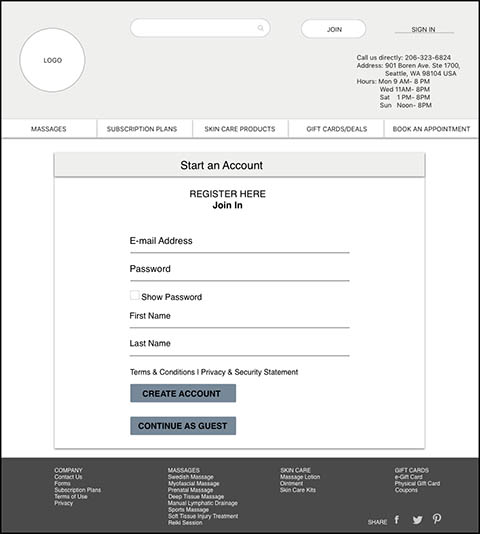 LOGO
JOIN
SIGN IN
Call us directly: 206-323-6824
Address: 901 Boren Ave. Ste 1700,
Seattle, WA 98104 USA
Hours: Mon 9 AM- 8 PM
Wed 11AM- 8PM
Sat 1 PM- 8PM
Sun Noon- 8PM
MASSAGES
SUBSCRIPTION PLANS
SKIN CARE PRODUCTS
GIFT CARDS/DEALS
BOOK AN APPOINTMENT
Start an Account
REGISTER HERE
Join In
E-mail Address
Password
Show Password
First Name
Last Name
Terms & Conditions I Privacy & Security Statement
CREATE ACCOUNT
CONTINUE AS GUEST
COMPANY
Contact Us
Forms
Subscription Plans
Terms of Use
Privacy
MASSAGES
Swedish Massage
Myofascial Massage
Prenatal Massage
Deep Tissue Massage
Manual Lymphatic Drainage
Sports Massage
Soft Tissue Injury Treatment
Reiki Session
SKIN CARE
Massage Lotion
Ointment
Skin Care Kits
GIFT CARDS
e-Gift Card
Physical Gift Card
Coupons
SHARE